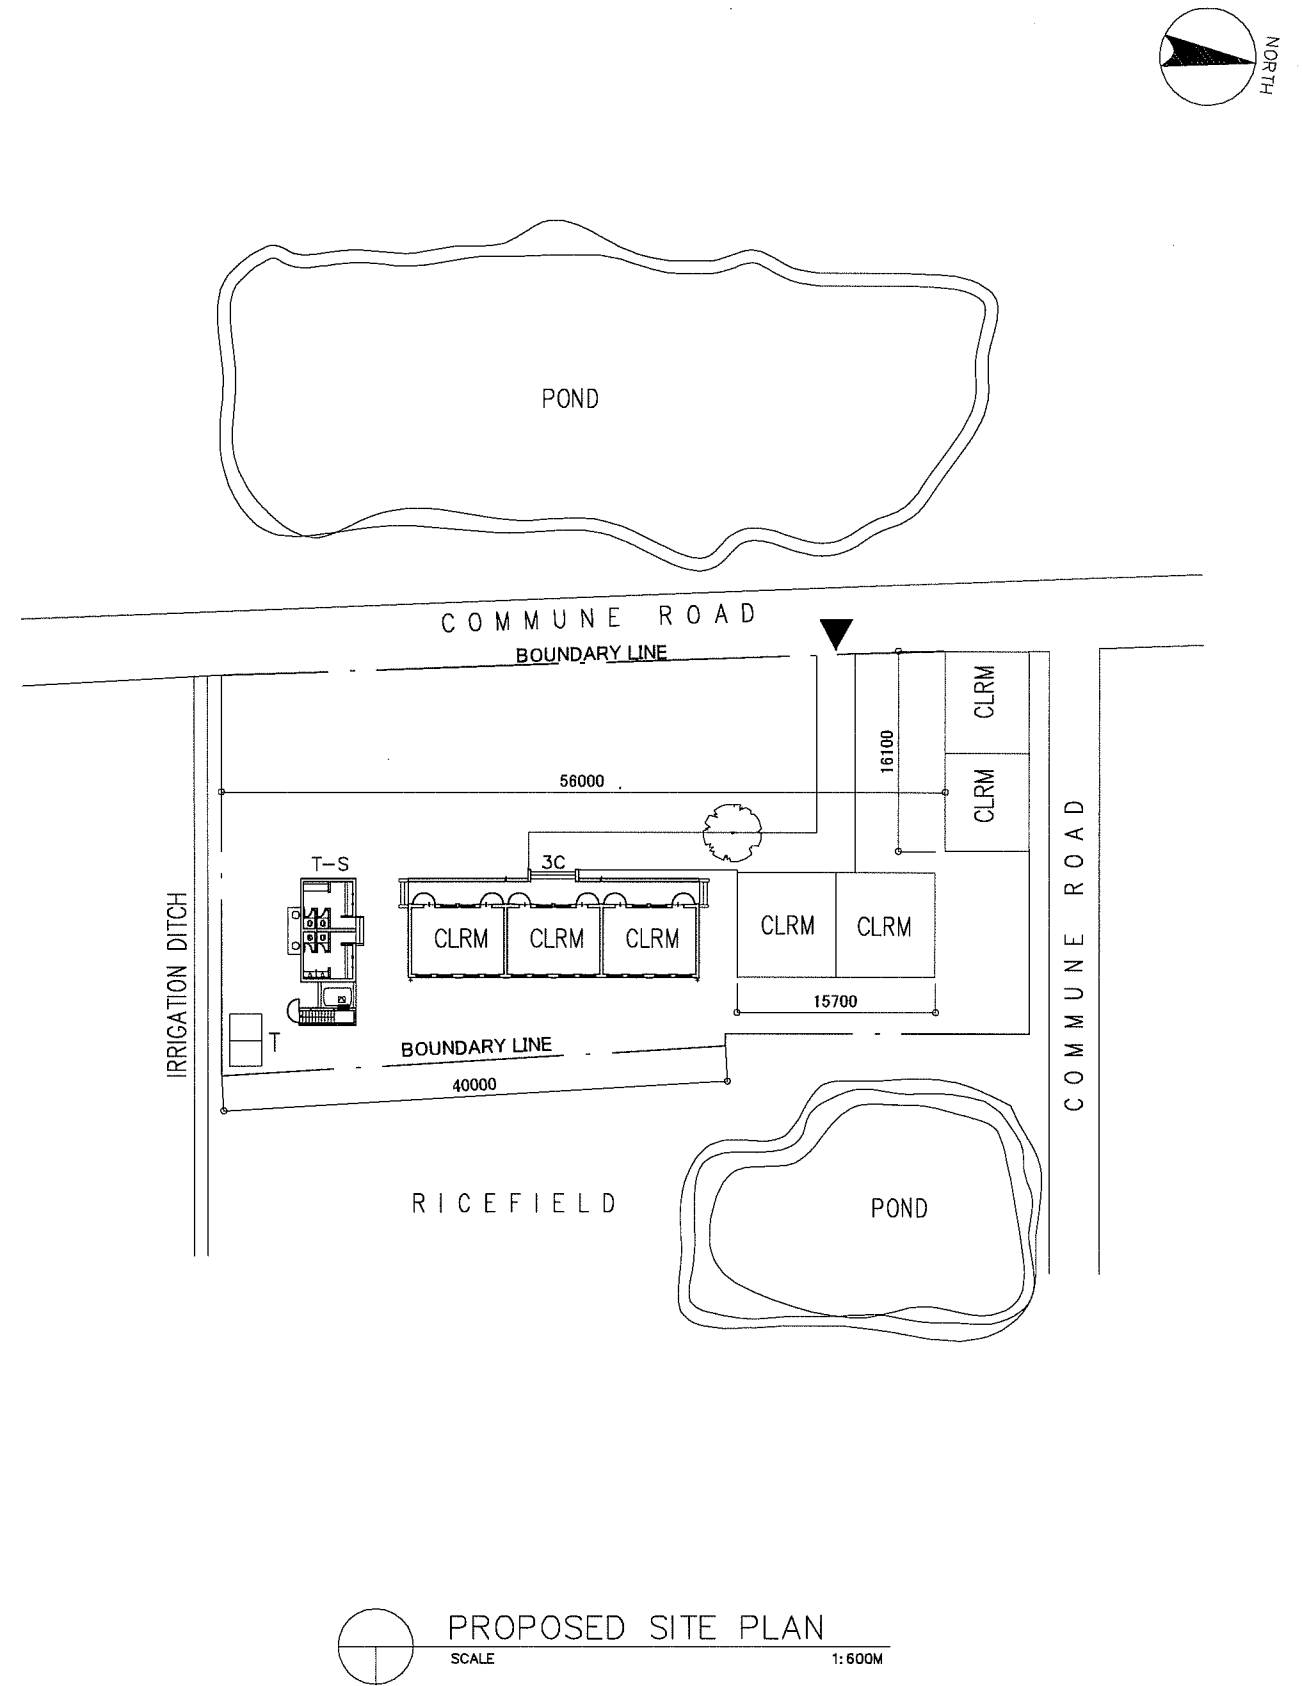 NORTH
POND
COMMUNE ROAD
BOUNDARY LINE
CLRM
16100
CLRM
56000
COMMUNE ROAD
T-S
3C
IRRIGATION DITCH
CLRM
CLRM
CLRM
CLRM
CLRM
15700
T
BOUNDARY LINE
40000
RICEFIELD
POND
PROPOSED SITE PLAN
SCALE 1:600M